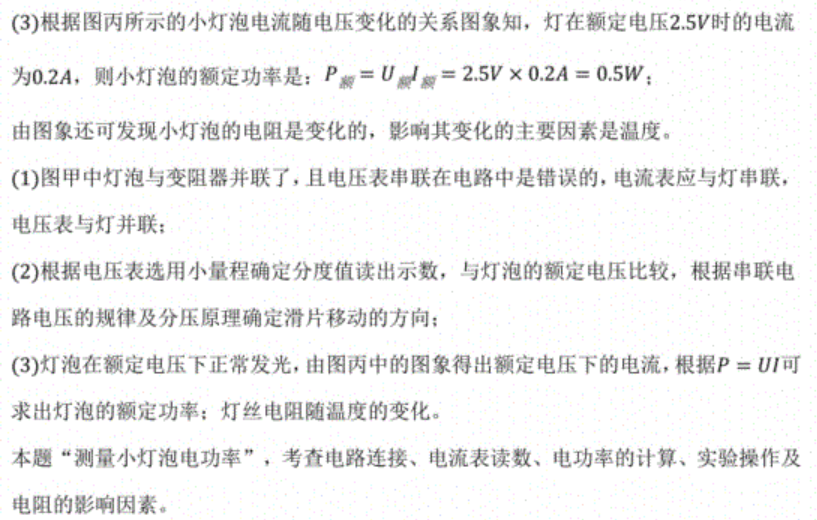 (3)根据图丙所示的小灯泡电流随电压变化的关系图象知，灯在额定电压2.5V时的电流
为0.2A，则小灯泡的额定功率是：P额 = U额I额 = 2.5V × 0.2A = 0.5W；
由图象还可发现小灯泡的电阻是变化的，影响其变化的主要因素是温度。
(1)图甲中灯泡与变阻器并联了，且电压表串联在电路中是错误的，电流表应与灯串联，
电压表与灯并联；
(2)根据电压表选用小量程确定分度值读出示数，与灯泡的额定电压比较，根据串联电
路电压的规律及分压原理确定滑片移动的方向；
(3)灯泡在额定电压下正常发光，由图丙中的图象得出额定电压下的电流，根据P = UI可
求出灯泡的额定功率；灯丝电阻随温度的变化。
本题“测量小灯泡电功率”，考查电路连接、电流表读数、电功率的计算、实验操作及
电阻的影响因素。